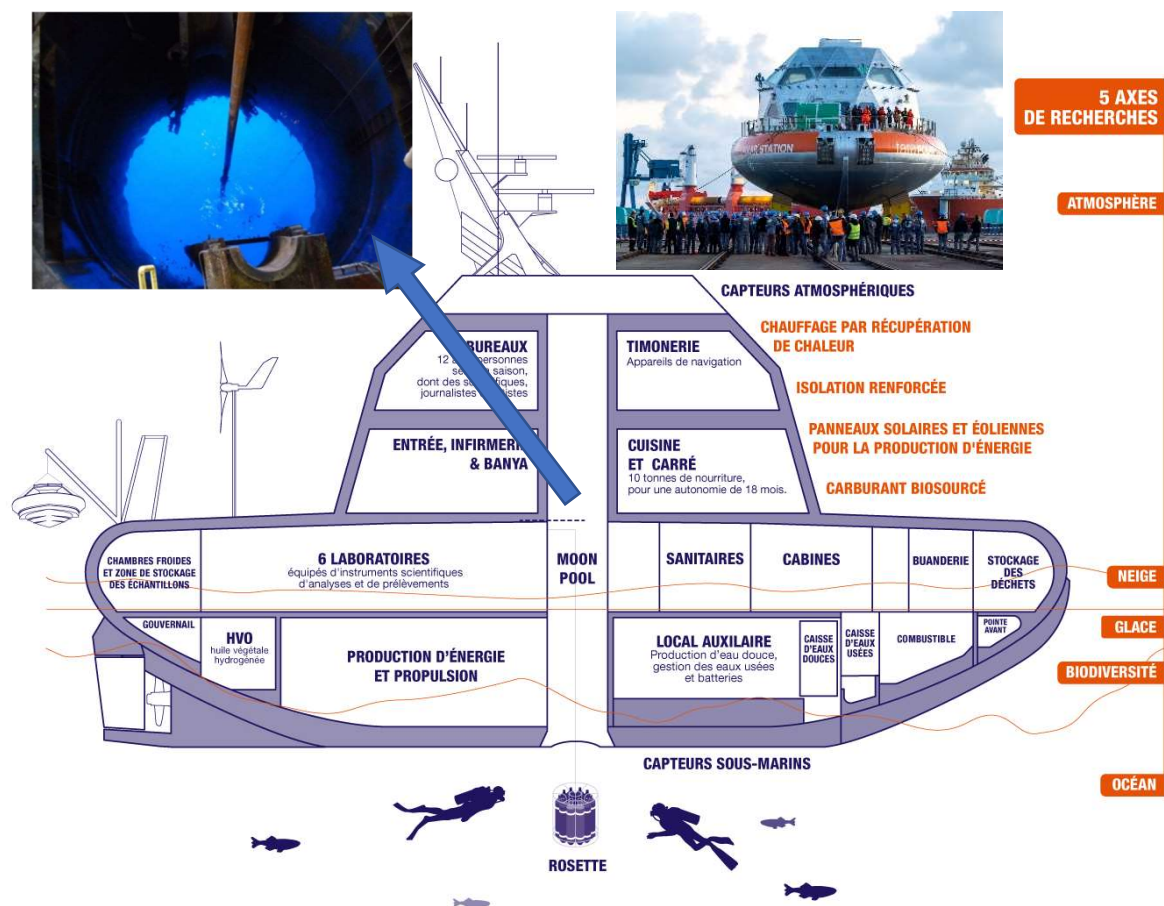 5 AXES
DE RECHERCHES
ATMOSPHÈRE
STATION
CAPTEURS ATMOSPHÉRIQUES
CHAUFFAGE PAR RÉCUPÉRATION
DE CHALEUR
ISOLATION RENFORCÉE
PANNEAUX SOLAIRES ET ÉOLIENNES
POUR LA PRODUCTION D'ÉNERGIE
CARBURANT BIOSOURCÉ
BUREAUX
12 personnes
saison,
dont des
journalistes
TIMONERIE
Appareils de navigation
ENTRÉE, INFIRMERIE
& BANYA
CUISINE
ET CARRÉ
10 tonnes de nourriture,
pour une autonomie de 18 mois.
CHAMBRES FROIDES
ET ZONE DE STOCKAGE
DES ÉCHANTILLONS
6 LABORATOIRES
équipés d'instruments scientifiques
d'analyses et de prélèvements
MOON
POOL
SANITAIRES
CABINES
BUANDERIE
STOCKAGE
DES
DÉCHETS
NEIGE
GOUVERNAIL
HVO
huile végétale
hydrogénée
PRODUCTION D'ÉNERGIE
ET PROPULSION
LOCAL AUXILAIRE
Production d'eau douce,
gestion des eaux usées
et batteries
CAISSE
D'EAUX
DOUCES
CAISSE
D'EAUX
USÉES
COMBUSTIBLE
POINTE
AVANT
GLACE
BIODIVERSITÉ
CAPTEURS SOUS-MARINS
OCÉAN
ROSETTE